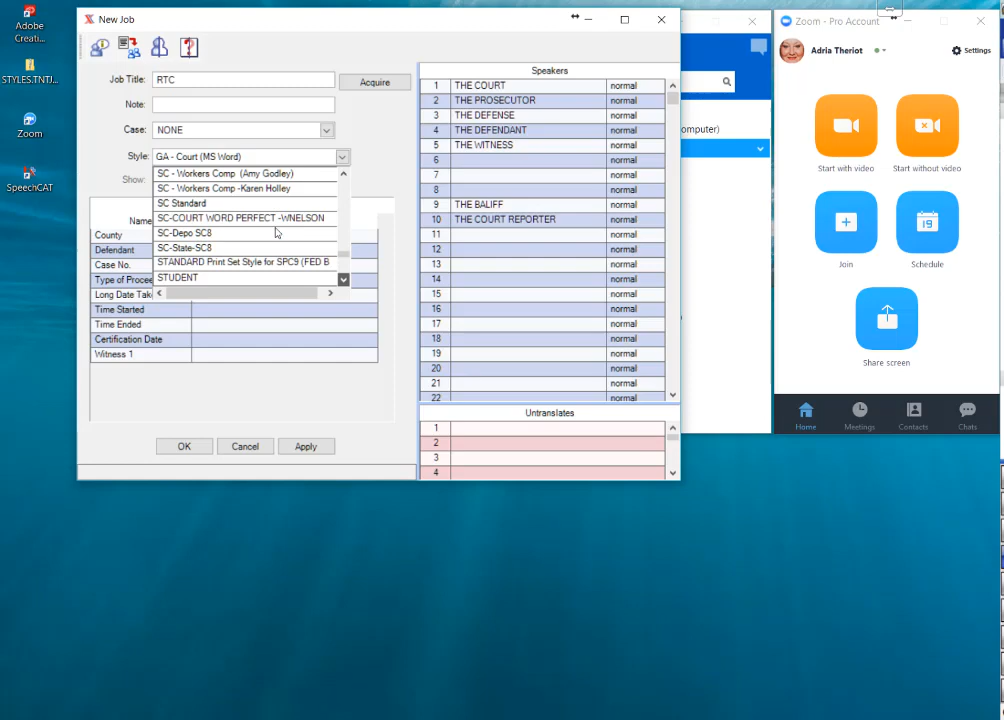 Adobe
Creati...
STYLES.TNTJ...
Zoom
SpeechCAT
New Job
Job Title: RTC
Acquire
Note:
Case: NONE
Style: GA - Court (MS Word)
Show:
SC - Workers Comp (Amy Godley)
SC - Workers Comp -Karen Holley
SC Standard
SC-COURT WORD PERFECT -WNELSON
SC-Depo SC8
SC-State-SC8
STANDARD Print Set Style for SPC9 (FED B
STUDENT
Name
County
Defendant
Case No.
Type of Procee
Long Date Tak
Time Started
Time Ended
Certification Date
Witness 1
OK
Cancel
Apply
Speakers
1 THE COURT normal
2 THE PROSECUTOR normal
3 THE DEFENSE normal
4 THE DEFENDANT normal
5 THE WITNESS normal
6 normal
7 normal
8 normal
9 THE BALIFF normal
10 THE COURT REPORTER normal
11 normal
12 normal
13 normal
14 normal
15 normal
16 normal
17 normal
18 normal
19 normal
20 normal
21 normal
22 normal
Untranslates
1
2
3
4
omputer)
Zoom - Pro Account
Adria Theriot
Settings
Start with video
Start without video
19
Join
Schedule
Share screen
Home
Meetings
Contacts
Chats